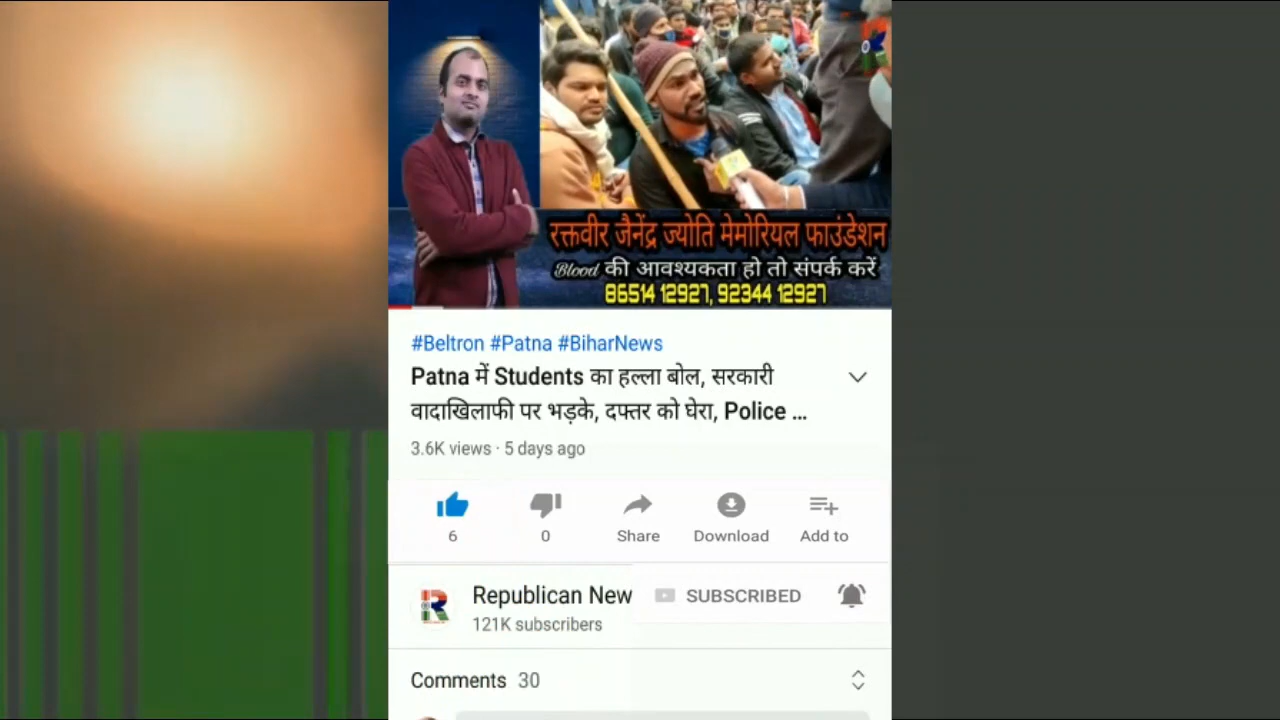 रक्तवीर जैनेंद्र ज्योति मेमोरियल फाउंडेशन
Blood की आवश्यकता हो तो संपर्क करें
86514 12927, 92344 12927
#Beltron #Patna #BiharNews
Patna में Students का हल्ला बोल, सरकारी
वादाखिलाफी पर भड़के, दफ्तर को घेरा, Police ...
3.6K views · 5 days ago
6 0 Share Download Add to
R Republican New SUBSCRIBED
121K subscribers
Comments 30